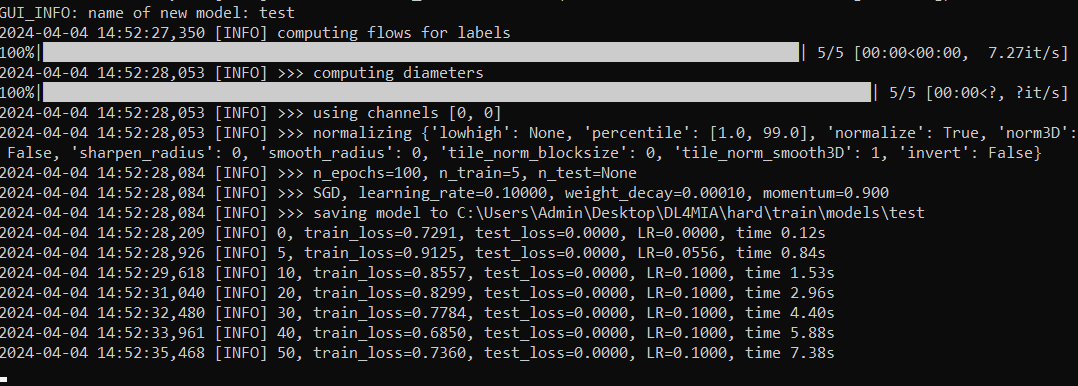 GUI_INFO: name of new model: test
2024-04-04 14:52:27,350 [INFO] computing flows for labels
100%|██████████| 5/5 [00:00<00:00, 7.27it/s]
2024-04-04 14:52:28,053 [INFO] >>> computing diameters
100%|██████████| 5/5 [00:00<?, ?it/s]
2024-04-04 14:52:28,053 [INFO] >>> using channels [0, 0]
2024-04-04 14:52:28,053 [INFO] >>> normalizing {'lowhigh': None, 'percentile': [1.0, 99.0], 'normalize': True, 'norm3D':
False, 'sharpen_radius': 0, 'smooth_radius': 0, 'tile_norm_blocksize': 0, 'tile_norm_smooth3D': 1, 'invert': False}
2024-04-04 14:52:28,084 [INFO] >>> n_epochs=100, n_train=5, n_test=None
2024-04-04 14:52:28,084 [INFO] >>> SGD, learning_rate=0.10000, weight_decay=0.00010, momentum=0.900
2024-04-04 14:52:28,084 [INFO] >>> saving model to C:\Users\Admin\Desktop\DL4MIA\hard\train\models\test
2024-04-04 14:52:28,209 [INFO] 0, train_loss=0.7291, test_loss=0.0000, LR=0.0000, time 0.12s
2024-04-04 14:52:28,926 [INFO] 5, train_loss=0.9125, test_loss=0.0000, LR=0.0556, time 0.84s
2024-04-04 14:52:29,618 [INFO] 10, train_loss=0.8557, test_loss=0.0000, LR=0.1000, time 1.53s
2024-04-04 14:52:31,040 [INFO] 20, train_loss=0.8299, test_loss=0.0000, LR=0.1000, time 2.96s
2024-04-04 14:52:32,480 [INFO] 30, train_loss=0.7784, test_loss=0.0000, LR=0.1000, time 4.40s
2024-04-04 14:52:33,961 [INFO] 40, train_loss=0.6850, test_loss=0.0000, LR=0.1000, time 5.88s
2024-04-04 14:52:35,468 [INFO] 50, train_loss=0.7360, test_loss=0.0000, LR=0.1000, time 7.38s